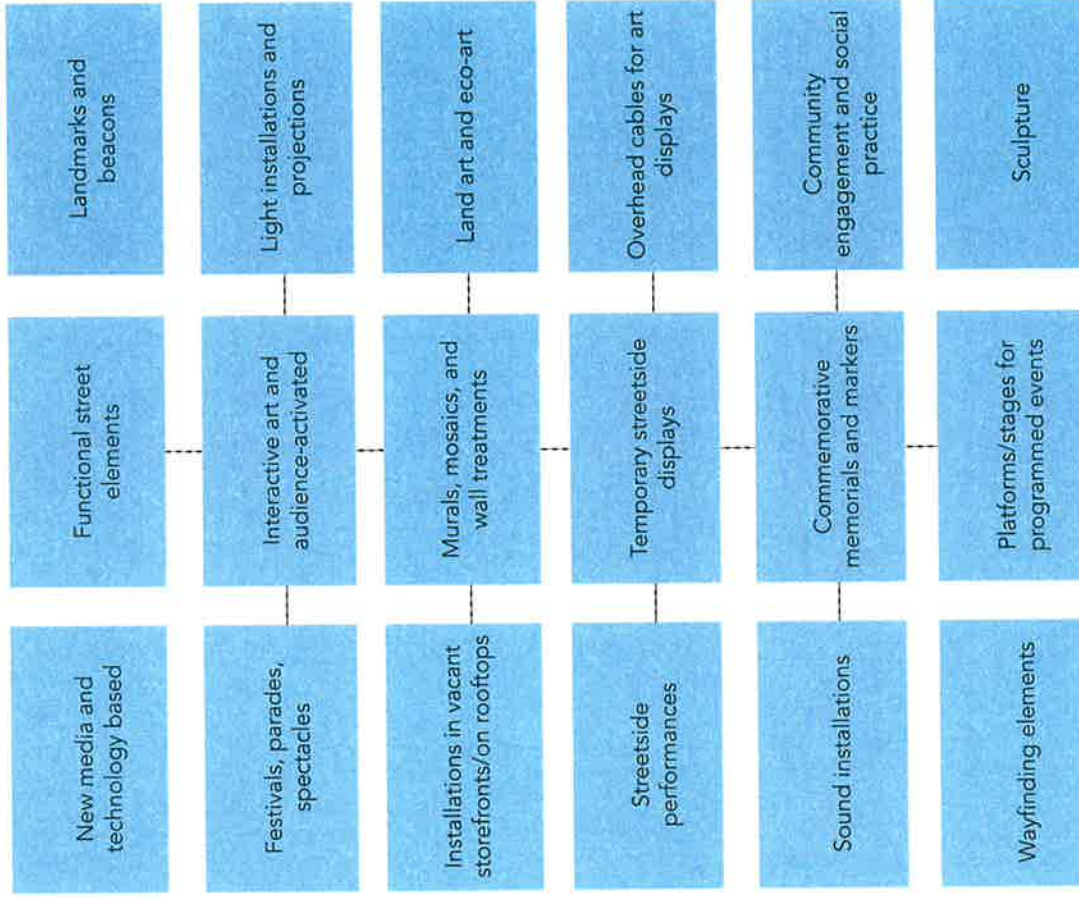 New media and
technology based
Functional street
elements
Landmarks and
beacons
Festivals, parades,
spectacles
Interactive art and
audience-activated
Light installations and
projections
Installations in vacant
storefronts/on rooftops
Murals, mosaics, and
wall treatments
Land art and eco-art
Streetside
performances
Temporary streetside
displays
Overhead cables for art
displays
Sound installations
Commemorative
memorials and markers
Community
engagement and social
practice
Wayfinding elements
Platforms/stages for
programmed events
Sculpture